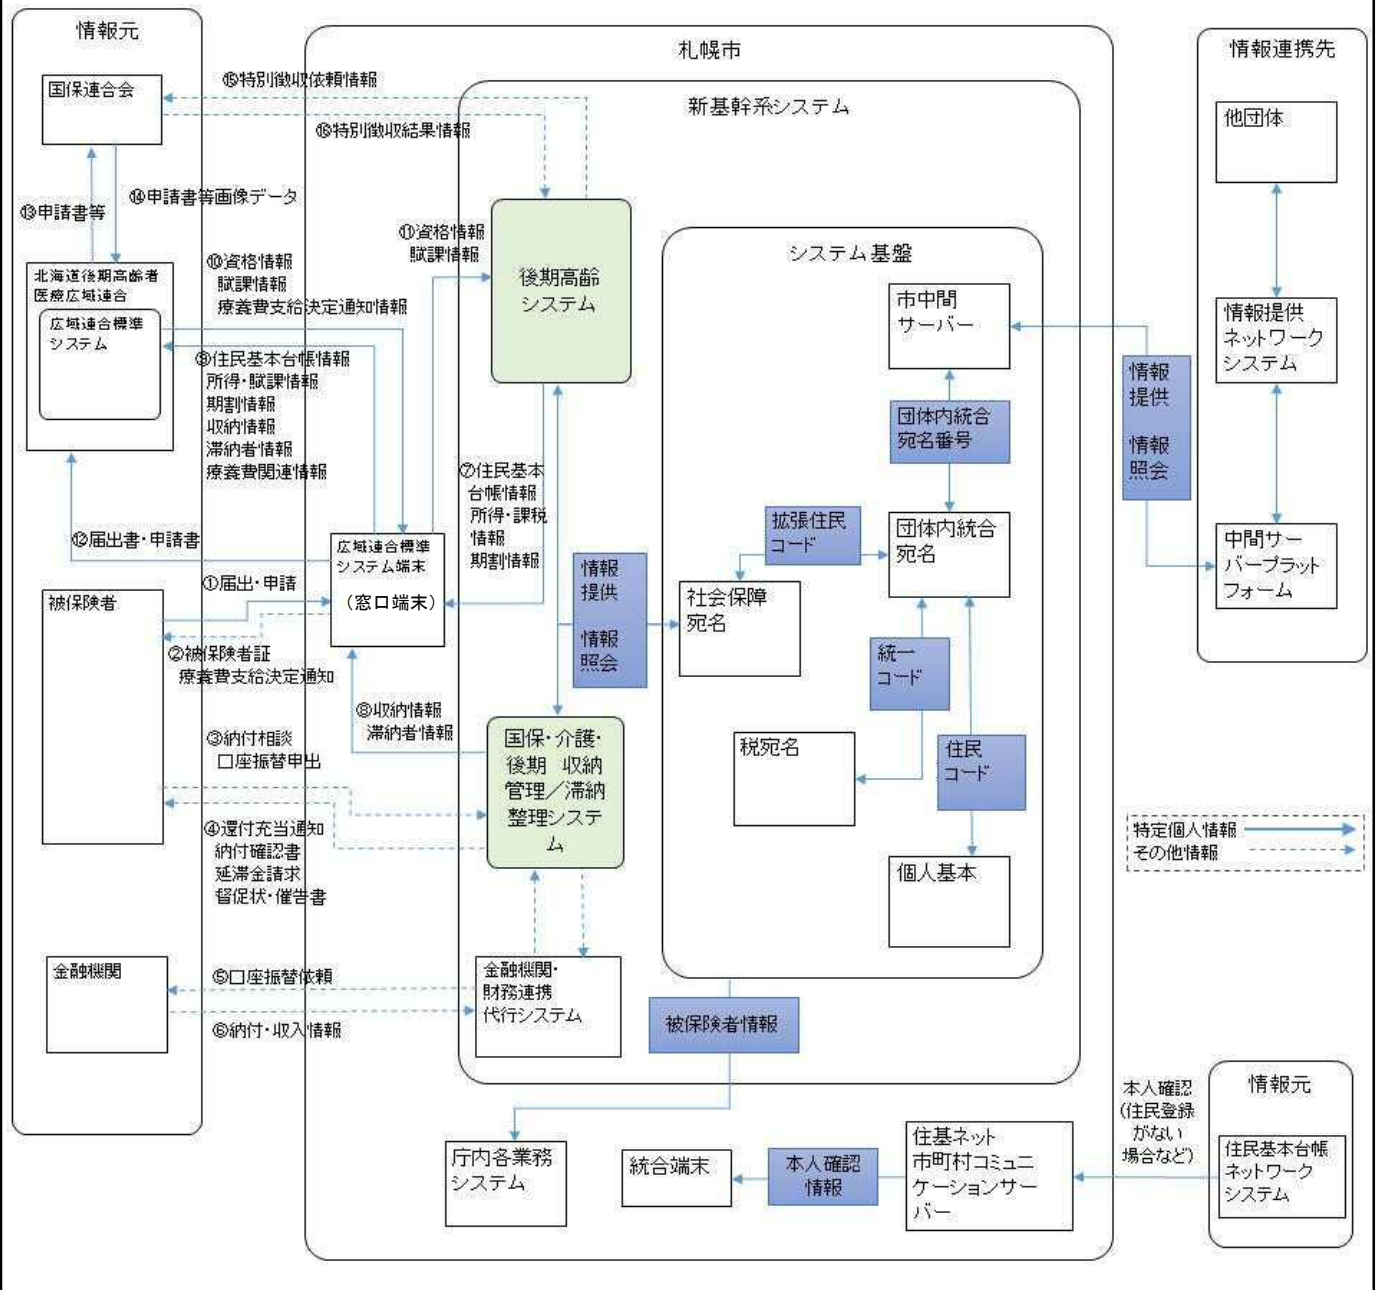 情報元
国保連合会
⑬申請書等
⑭申請書等画像データ
北海道後期高齢者
医療広域連合
広域連合標準
システム
⑫届出書・申請書
被保険者
金融機関
札幌市
⑮特別徴収依頼情報
⑯特別徴収結果情報
⑩資格情報
賦課情報
療養費支給決定通知情報
⑨住民基本台帳情報
所得・賦課情報
期割情報
収納情報
滞納者情報
療養費関連情報
⑪資格情報
賦課情報
①届出・申請
②被保険者証
療養費支給決定通知
広域連合標準
システム端末
(窓口端末)
⑧収納情報
滞納者情報
③納付相談
口座振替申出
④還付充当通知
納付確認書
延滞金請求
督促状・催告書
⑤口座振替依頼
⑥納付・収入情報
新基幹系システム
後期高齢
システム
⑦住民基本
台帳情報
所得・課税
情報
期割情報
情報
提供
情報
照会
国保・介護・
後期 収納
管理/滞納
整理システ
ム
金融機関・
財務連携
代行システム
システム基盤
市中間
サーバー
団体内統合
宛名番号
拡張住民
コード
団体内統合
宛名
社会保障
宛名
統一
コード
税宛名
住民
コード
個人基本
被保険者情報
庁内各業務
システム
統合端末
本人確認
情報
住基ネット
市町村コミュニ
ケーションサー
バー
情報連携先
他団体
情報提供
ネットワーク
システム
情報
提供
情報
照会
中間サー
バープラット
フォーム
特定個人情報
その他情報
本人確認
(住民登録
がない
場合など)
情報元
住民基本台帳
ネットワーク
システム